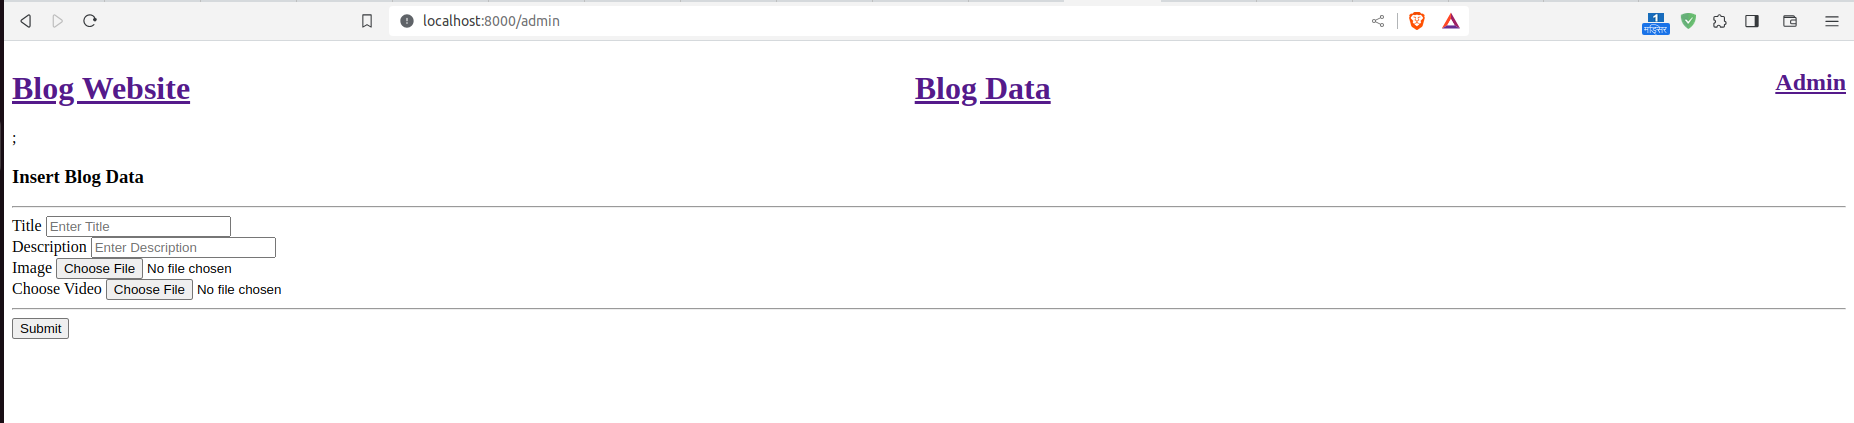 localhost:8000/admin
1
माङ्सिर
Blog Website Blog Data Admin
;
Insert Blog Data
Title Enter Title
Description Enter Description
Image Choose File No file chosen
Choose Video Choose File No file chosen
Submit